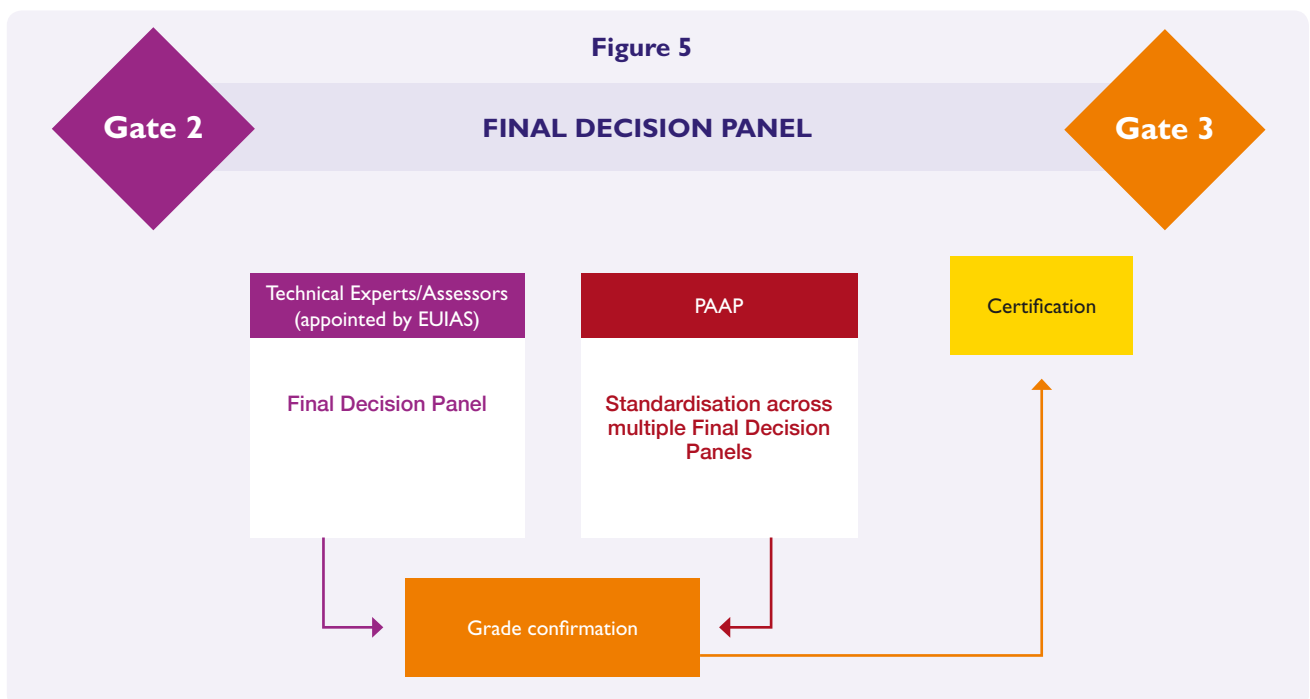 Figure 5
Gate 2
FINAL DECISION PANEL
Gate 3
Technical Experts/Assessors
(appointed by EUIAS)
Final Decision Panel
PAAP
Standardisation across
multiple Final Decision
Panels
Certification
Grade confirmation